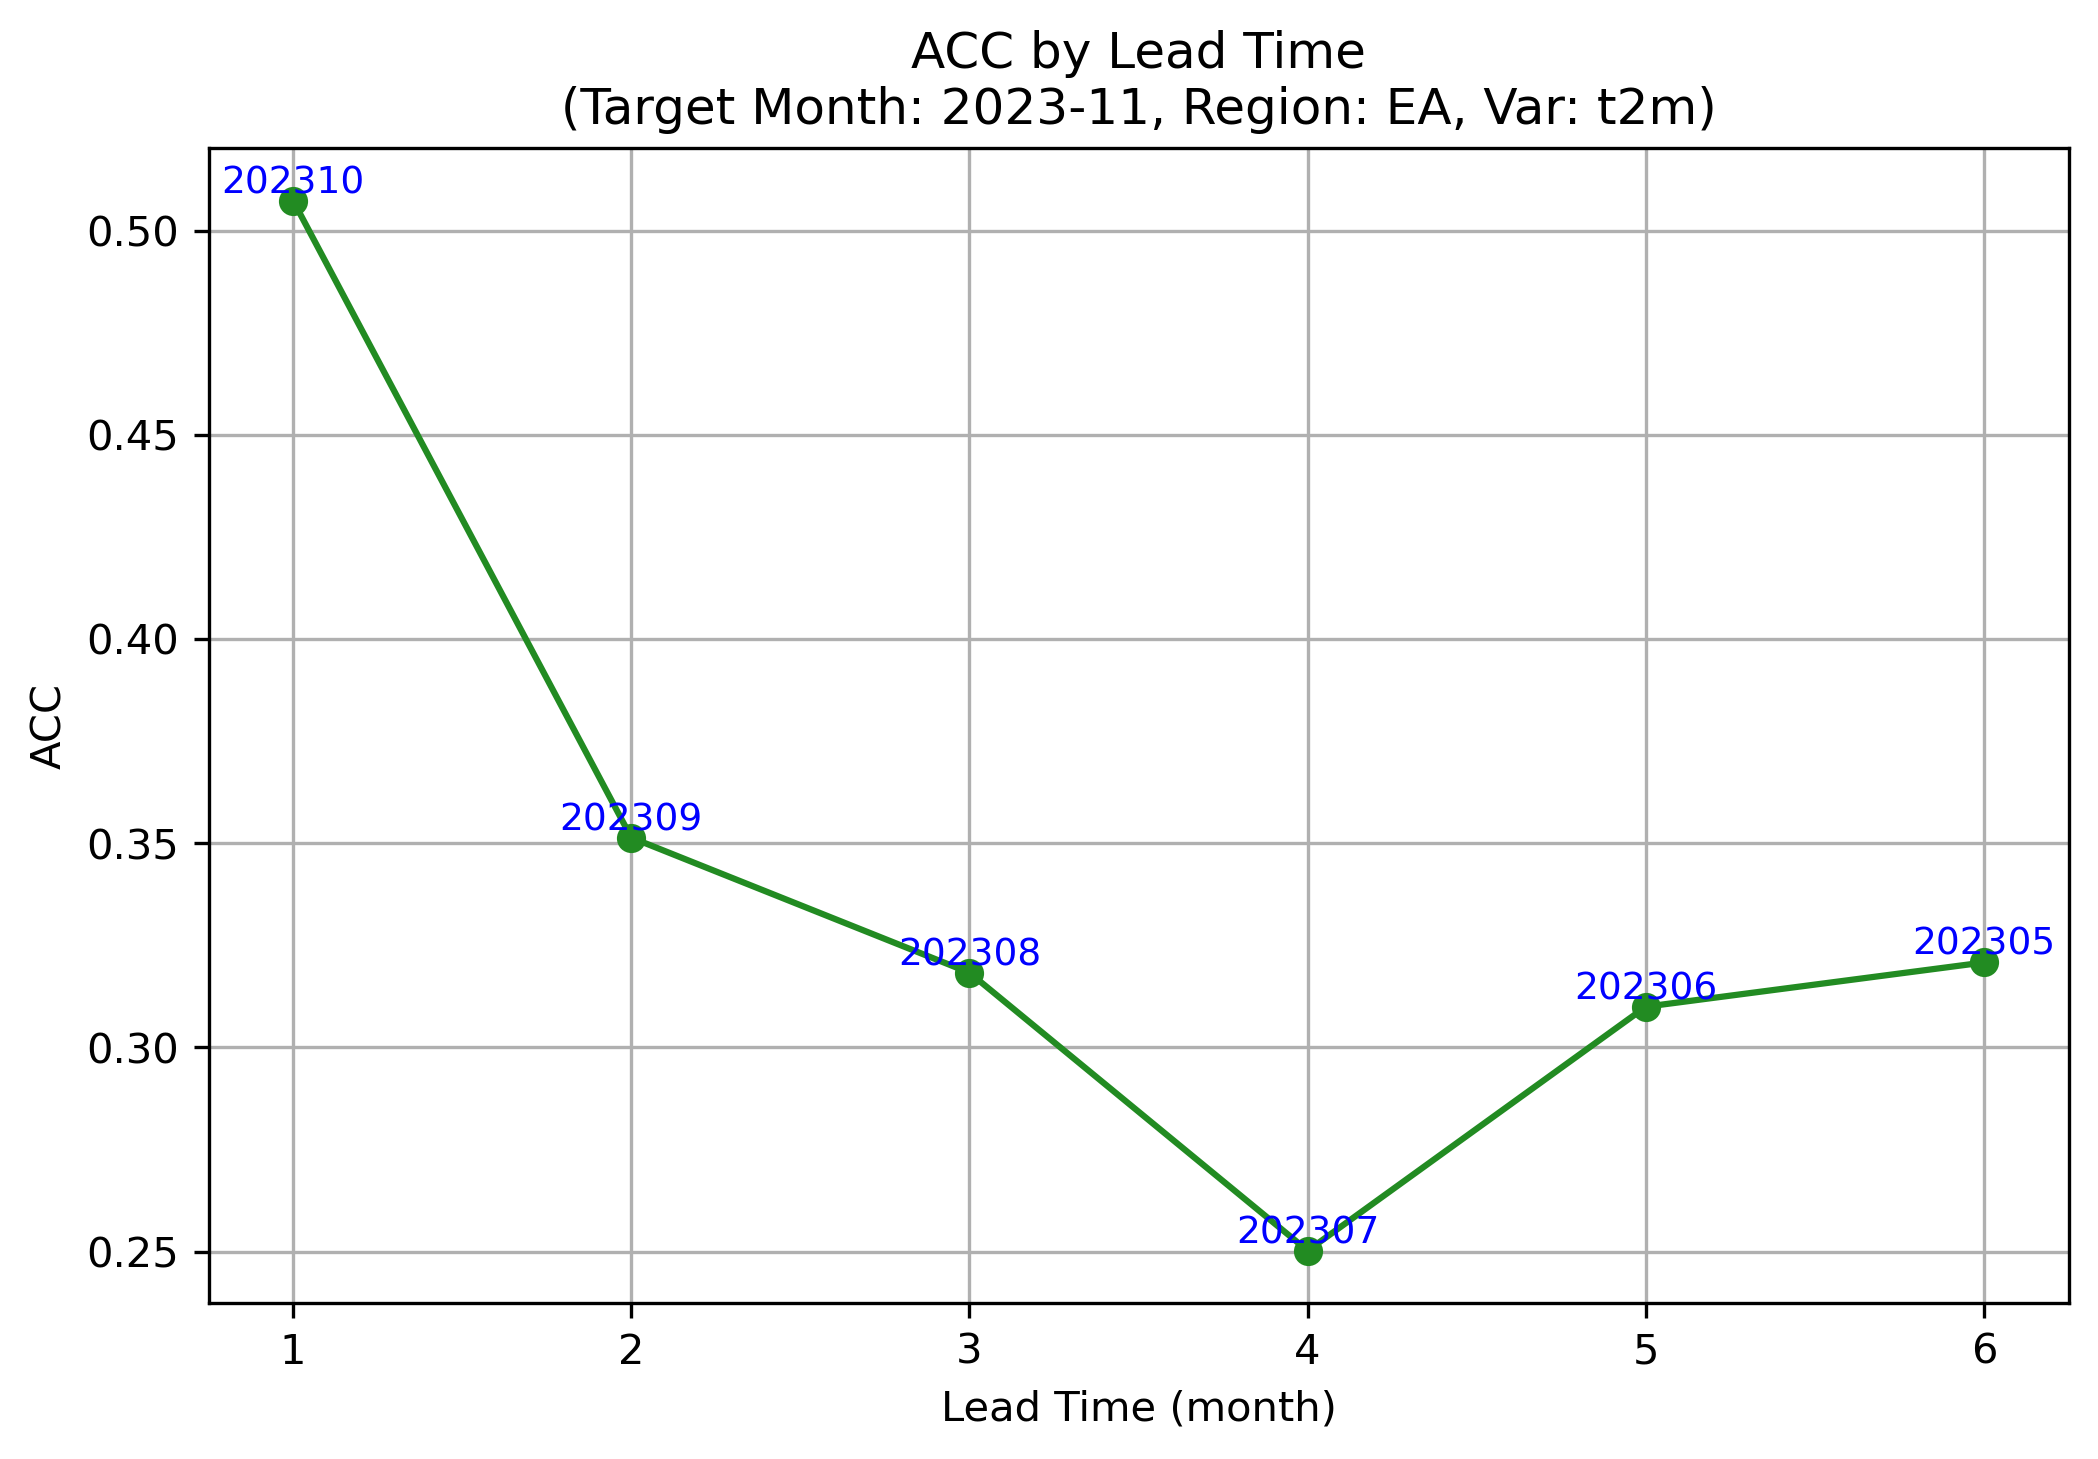 ACC by Lead Time
(Target Month: 2023-11, Region: EA, Var: t2m)
202310
0.50
0.45
0.40
ACC
202309
0.35
202308
202305
202306
0.30
202307
0.25
1 2 3 4 5 6
Lead Time (month)